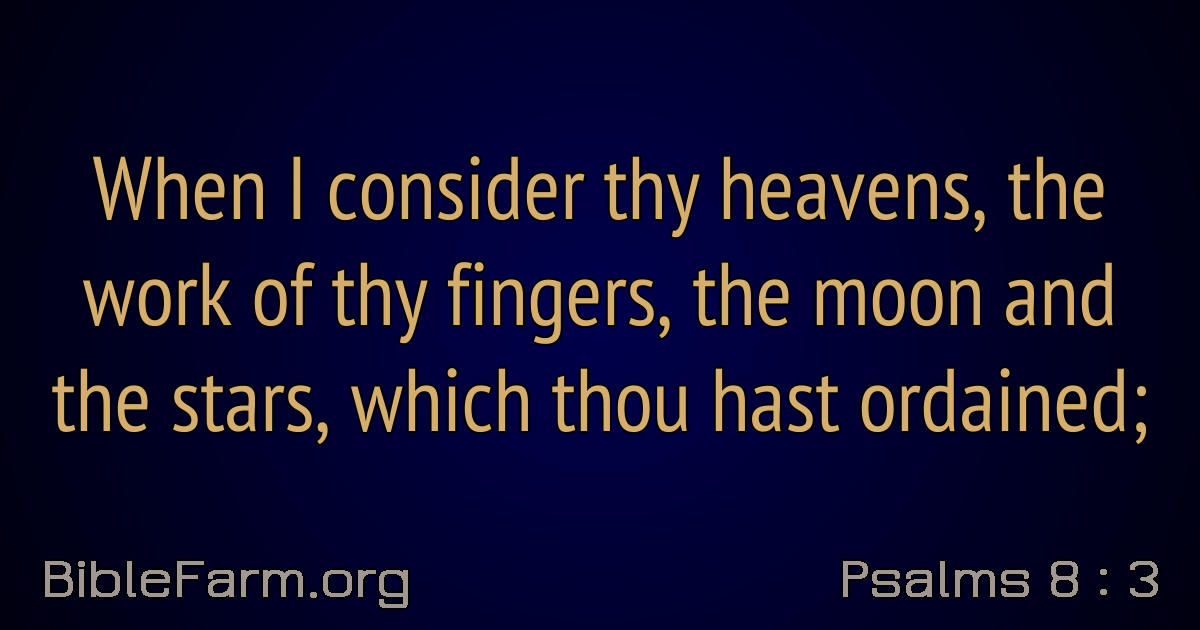 When I consider thy heavens, the
work of thy fingers, the moon and
the stars, which thou hast ordained;
BibleFarm.org
Psalms 8 : 3